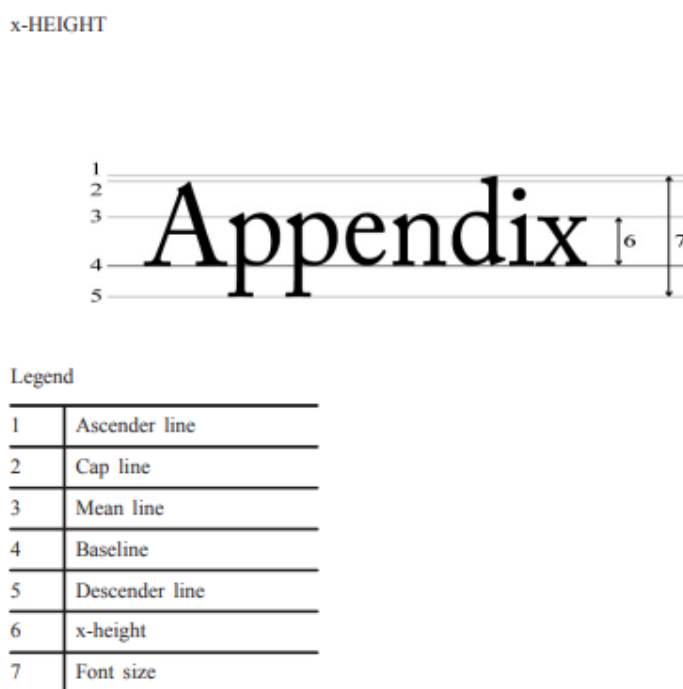 x-HEIGHT
1
2
3
4
5
Appendix
6
7
Legend
1 Ascender line
2 Cap line
3 Mean line
4 Baseline
5 Descender line
6 x-height
7 Font size